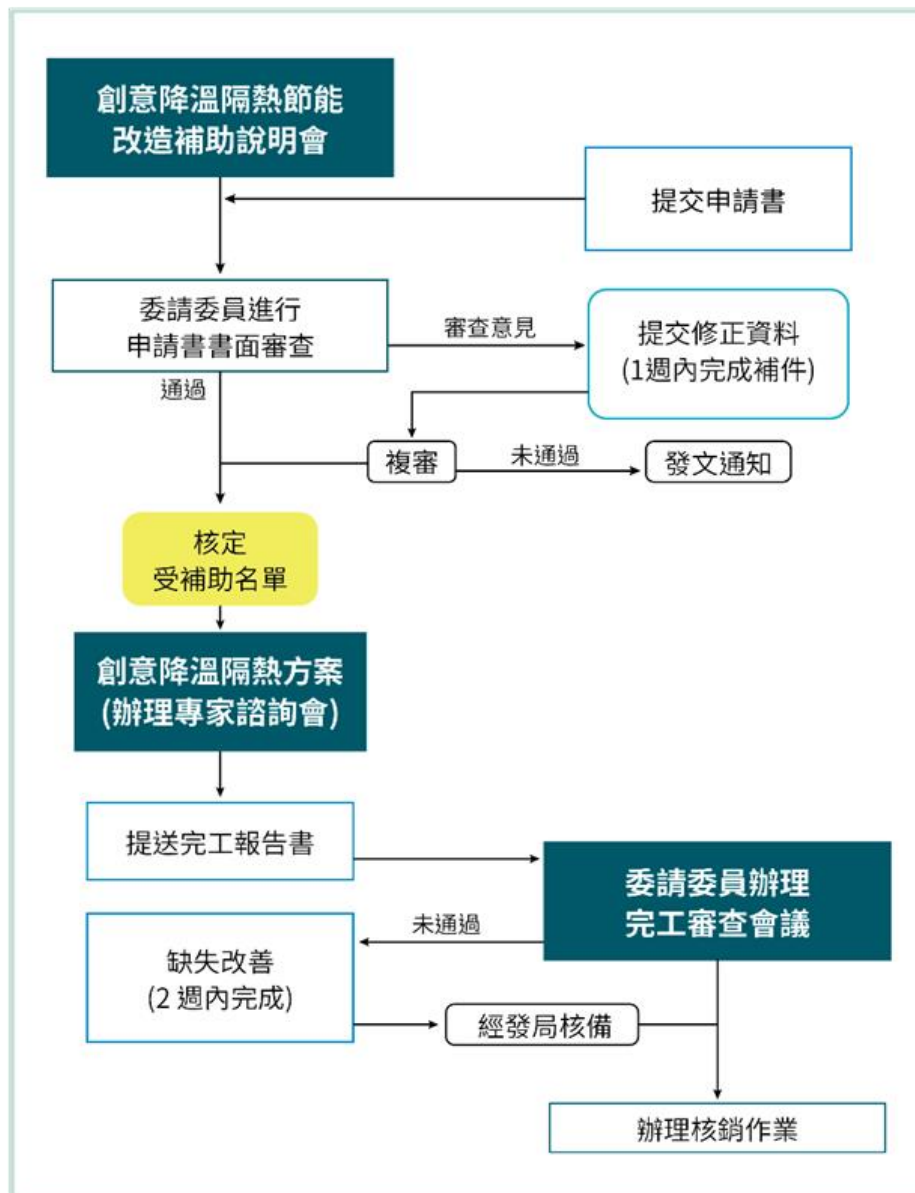 創意降溫隔熱節能
改造補助說明會
提交申請書
委請委員進行
申請書書面審查
審查意見
提交修正資料
(1週內完成補件)
通過
複審
未通過
發文通知
核定
受補助名單
創意降溫隔熱方案
(辦理專家諮詢會)
提送完工報告書
委請委員辦理
完工審查會議
未通過
缺失改善
(2 週內完成)
經發局核備
辦理核銷作業